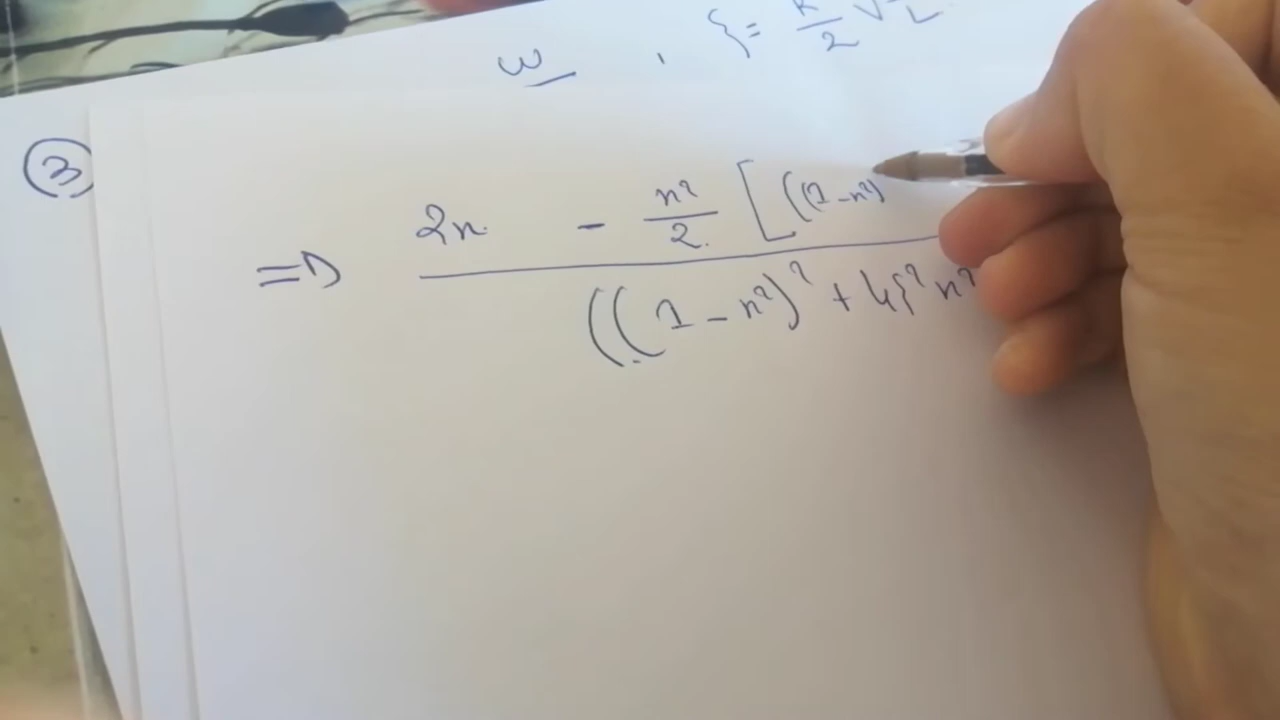 ω , ξ = R/2 √
③
=> 2n - n²/2 [((1-n²)
((1-n²)² + 4ξ²n²